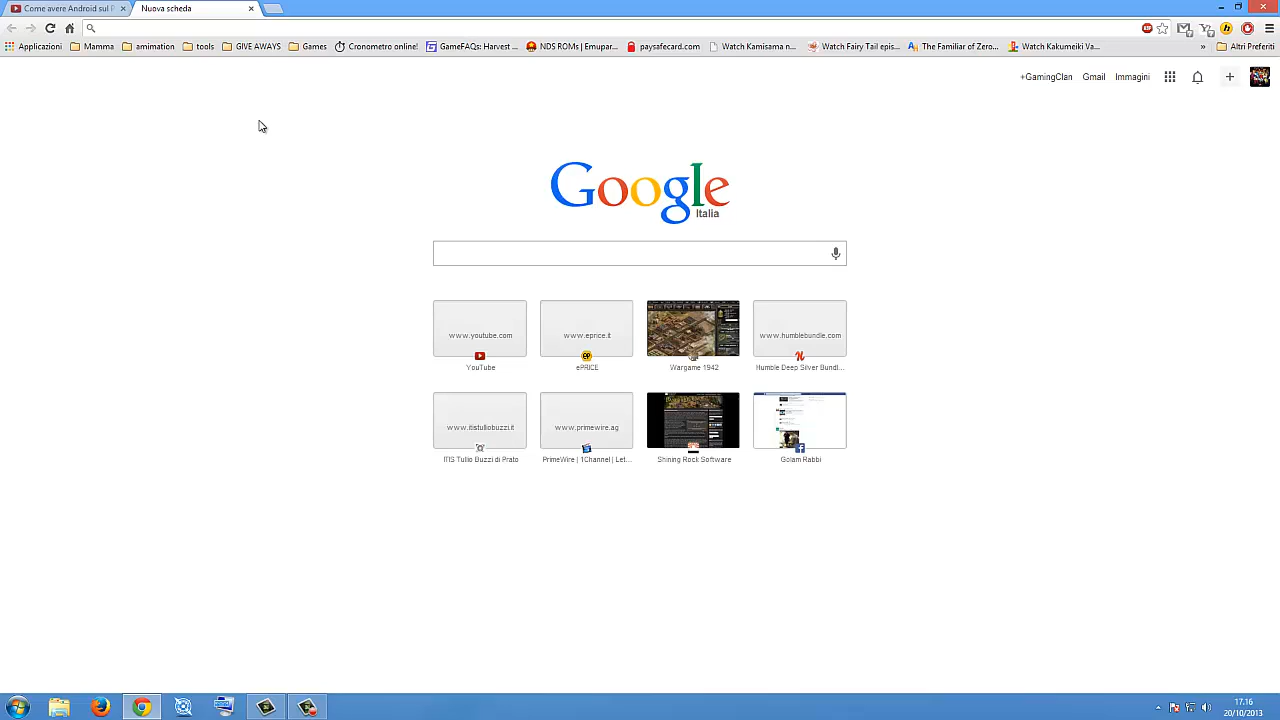 Come avere Android sul P
Nuova scheda
Applicazioni
Mamma
amimation
tools
GIVE AWAYS
Games
Cronometro online!
GameFAQs: Harvest ...
NDS ROMs | Emupar...
paysafecard.com
Watch Kamisama n...
Watch Fairy Tail epis...
The Familiar of Zero...
Watch Kakumeiki Va...
»
Altri Preferiti
+GamingClan
Gmail
Immagini
Google
Italia
www.youtube.com
www.eprice.it
www.humblebundle.com
YouTube
ePRICE
Wargame 1942
Humble Deep Silver Bundl...
www.itistulliobuzzi.it
www.primewire.ag
ITIS Tullio Buzzi di Prato
PrimeWire | 1Channel | Let...
Shining Rock Software
Golam Rabbi
17.16
20/10/2013